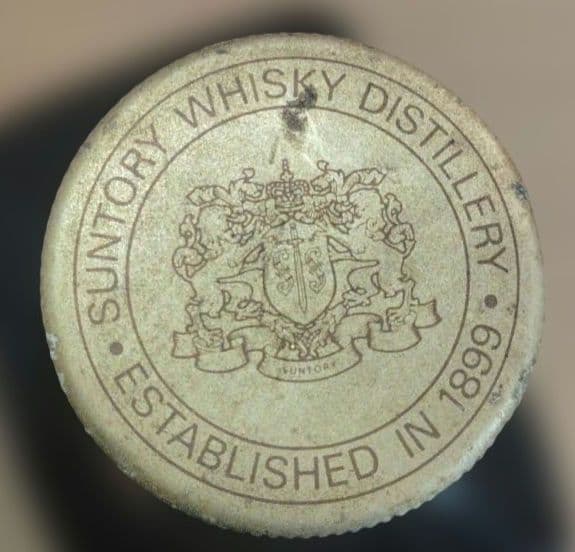 SUNTORY WHISKY DISTILLERY
• ESTABLISHED IN 1899 •
SUNTORY